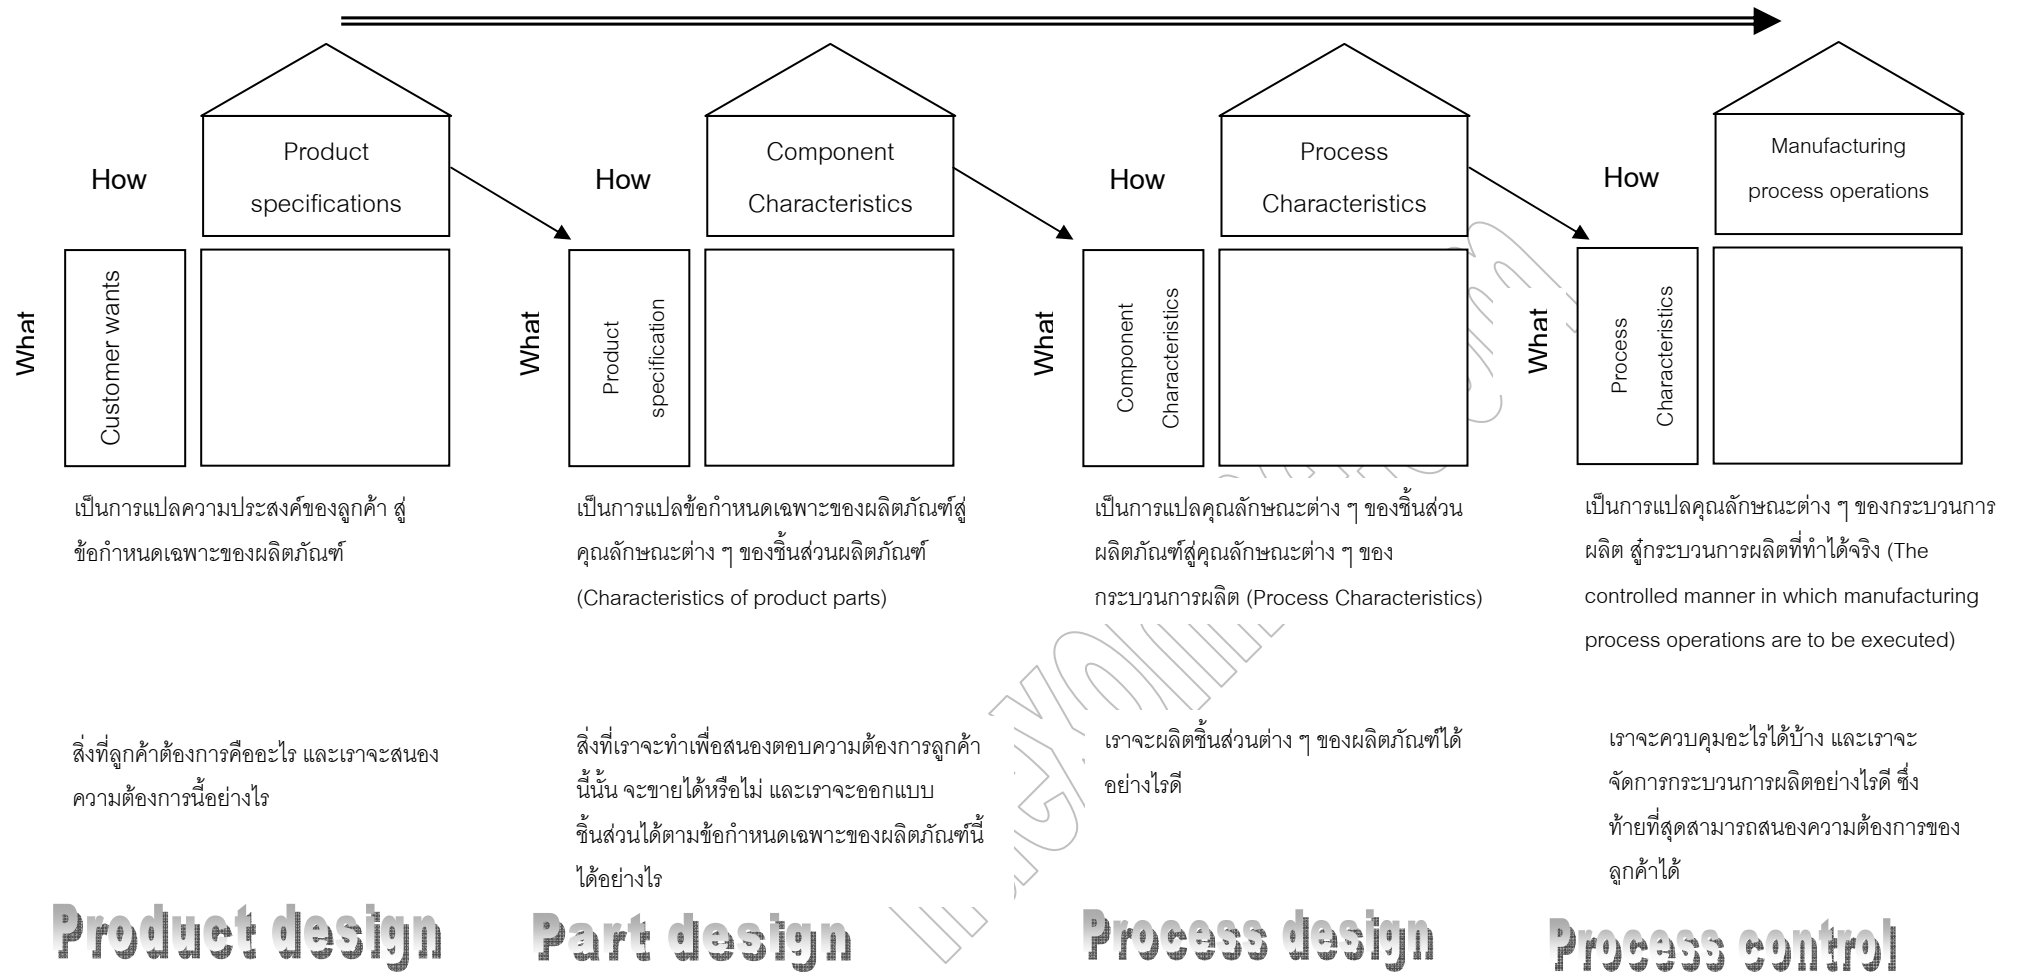 How
Product
specifications
What
Customer wants
How
Component
Characteristics
What
Product
specification
How
Process
Characteristics
What
Component
Characteristics
How
Manufacturing
process operations
What
Process
Characteristics
เป็นการแปลความประสงค์ของลูกค้า สู่
ข้อกำหนดเฉพาะของผลิตภัณฑ์
เป็นการแปลข้อกำหนดเฉพาะของผลิตภัณฑ์สู่
คุณลักษณะต่าง ๆ ของชิ้นส่วนผลิตภัณฑ์
(Characteristics of product parts)
เป็นการแปลคุณลักษณะต่าง ๆ ของชิ้นส่วน
ผลิตภัณฑ์สู่คุณลักษณะต่าง ๆ ของ
กระบวนการผลิต (Process Characteristics)
เป็นการแปลคุณลักษณะต่าง ๆ ของกระบวนการ
ผลิต สู๋กระบวนการผลิตที่ทำได้จริง (The
controlled manner in which manufacturing
process operations are to be executed)
สิ่งที่ลูกค้าต้องการคืออะไร และเราจะสนอง
ความต้องการนี้อย่างไร
สิ่งที่เราจะทำเพื่อสนองตอบความต้องการลูกค้า
นี้นั้น จะขายได้หรือไม่ และเราจะออกแบบ
ชิ้นส่วนได้ตามข้อกำหนดเฉพาะของผลิตภัณฑ์นี้
ได้อย่างไร
เราจะผลิตชิ้นส่วนต่าง ๆ ของผลิตภัณฑ์ได้
อย่างไรดี
เราจะควบคุมอะไรได้บ้าง และเราจะ
จัดการกระบวนการผลิตอย่างไรดี ซึ่ง
ท้ายที่สุดสามารถสนองความต้องการของ
ลูกค้าได้
Product design
Part design
Process design
Process control